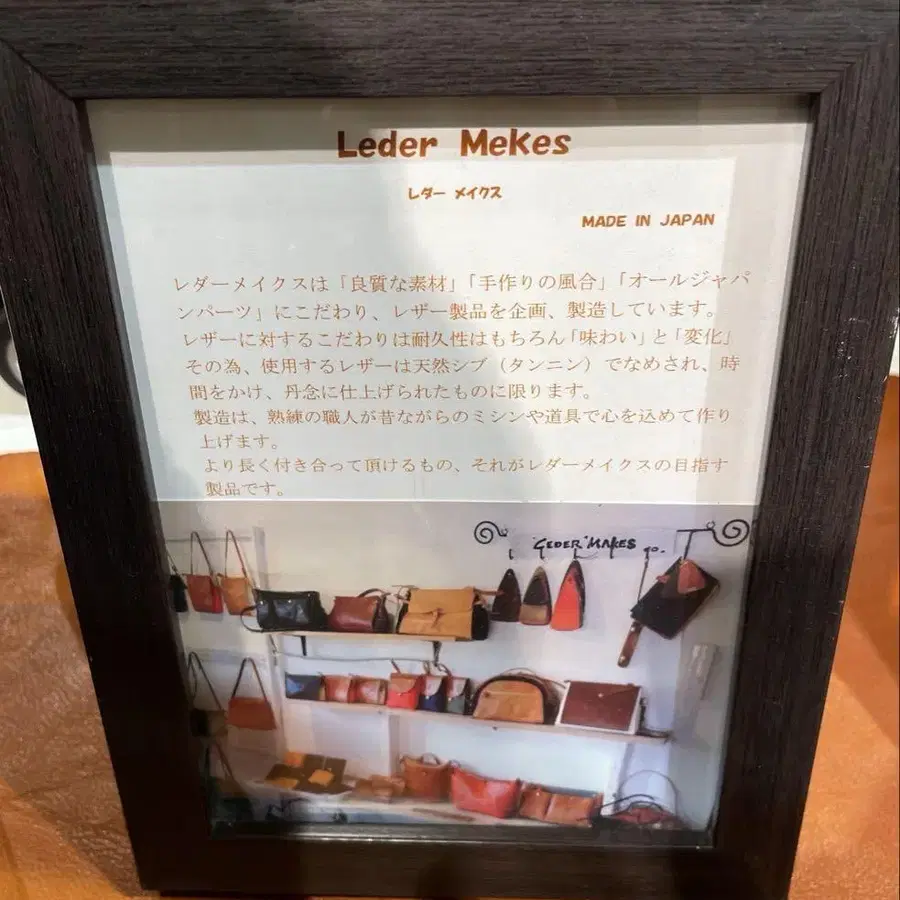 Leder Mekes
レダー メイクス
MADE IN JAPAN
レダーメイクスは「良質な素材」「手作りの風合」「オールジャパ
ンパーツ」にこだわり、レザー製品を企画、製造しています。
レザーに対するこだわりは耐久性はもちろん「味わい」と「変化」
その為、使用するレザーは天然シブ（タンニン）でなめされ、時
間をかけ、丹念に仕上げられたものに限ります。
製造は、熟練の職人が昔ながらのミシンや道具で心を込めて作り
上げます。
より長く付き合って頂けるもの、それがレダーメイクスの目指す
製品です。
MAKES